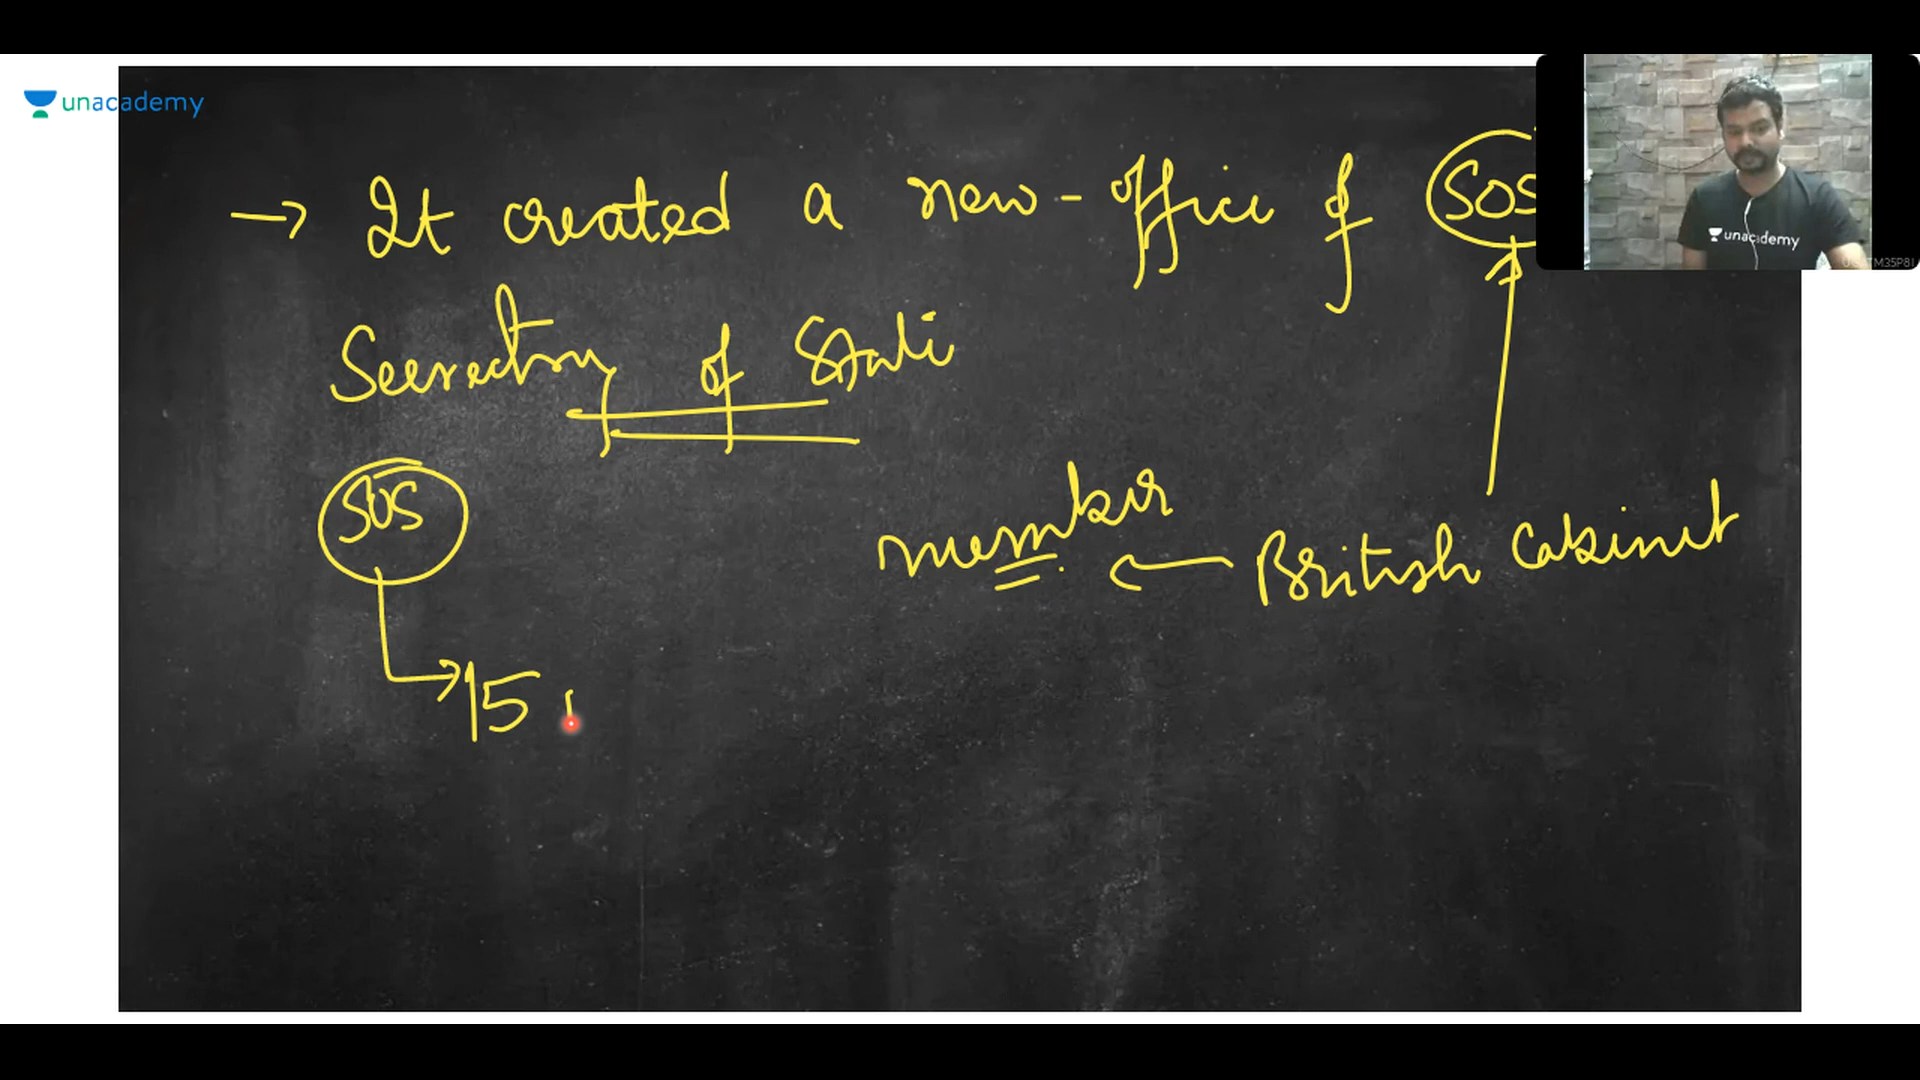 unacademy
→ It created a new-office of SOS
Secretary of State
SOS
member ← British Cabinet
→ 15
unacademy